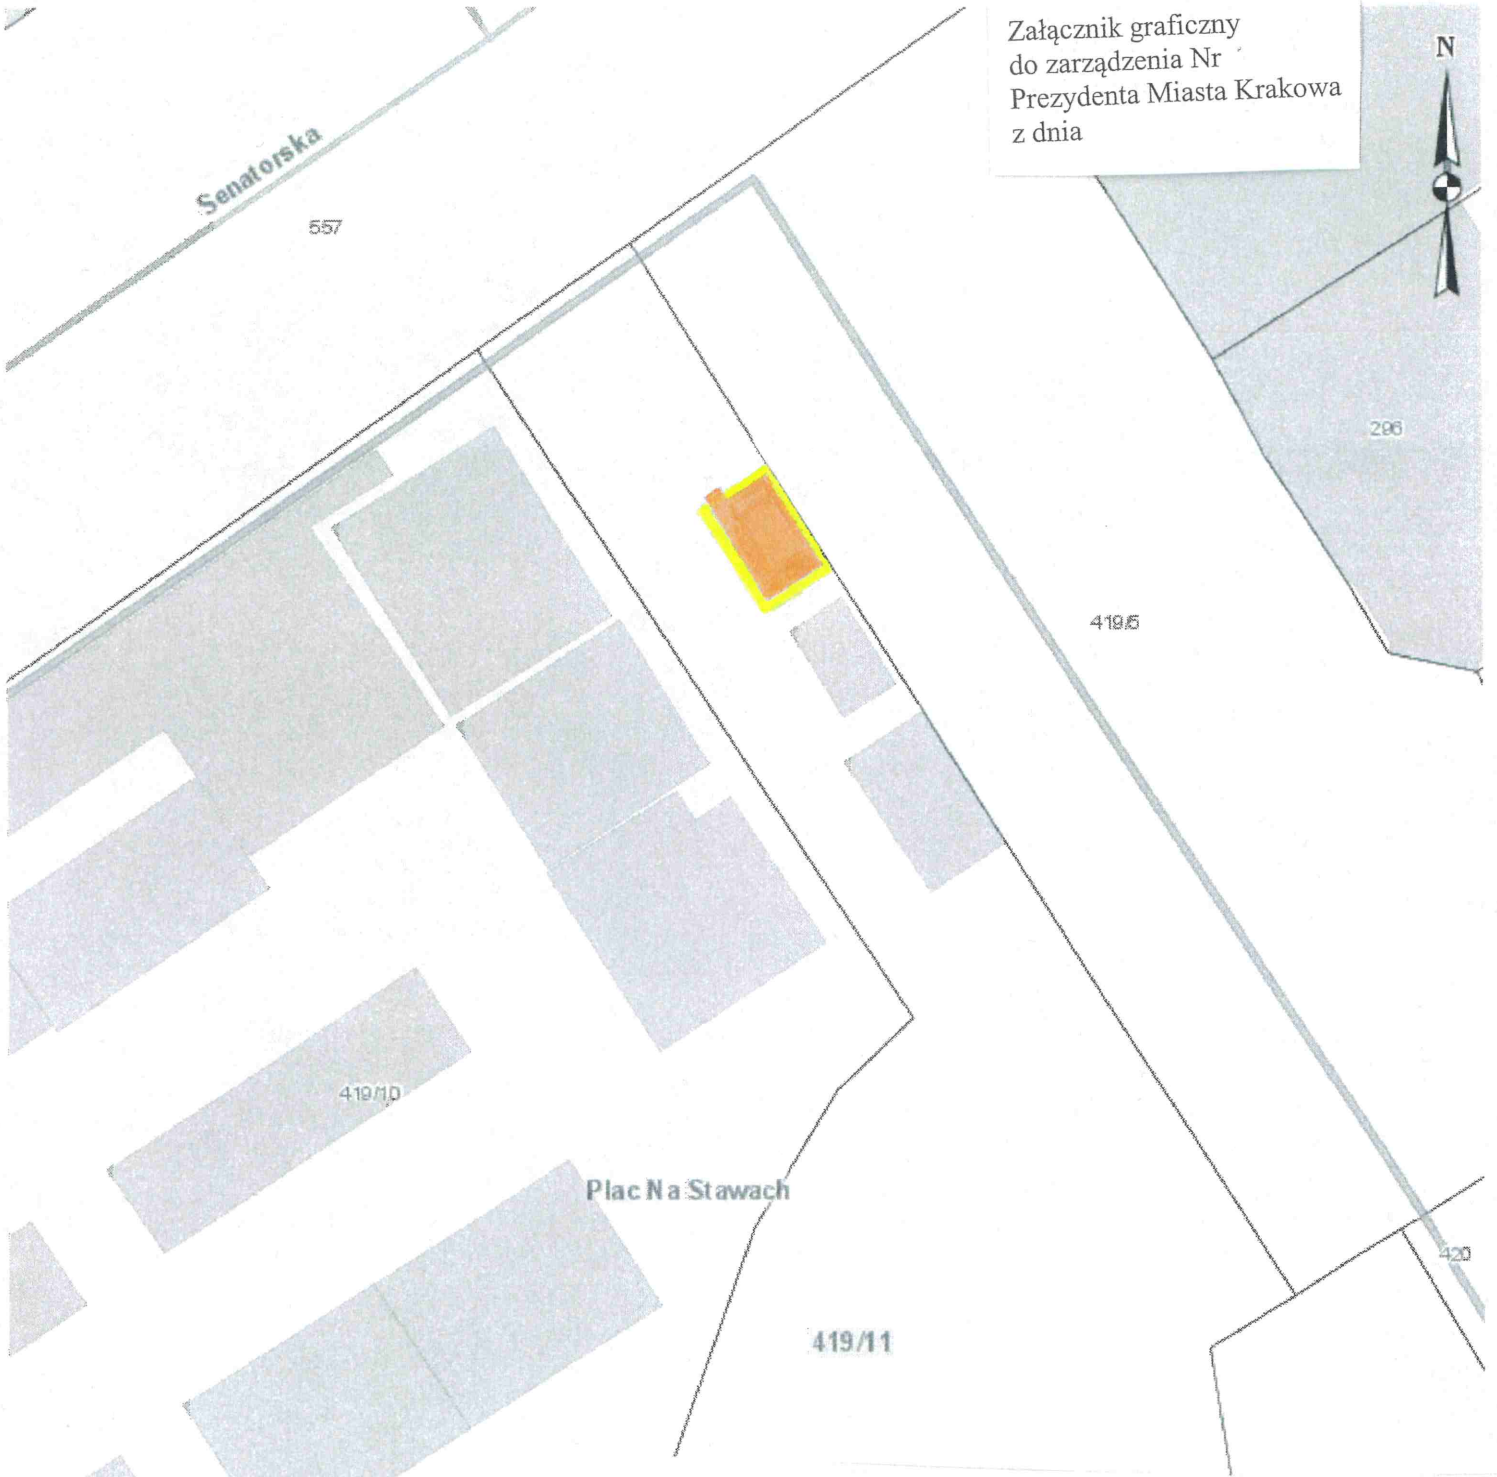 Załącznik graficzny
do zarządzenia Nr
Prezydenta Miasta Krakowa
z dnia
N
Senatorska
557
296
419/5
419/10
Plac Na Stawach
420
419/11